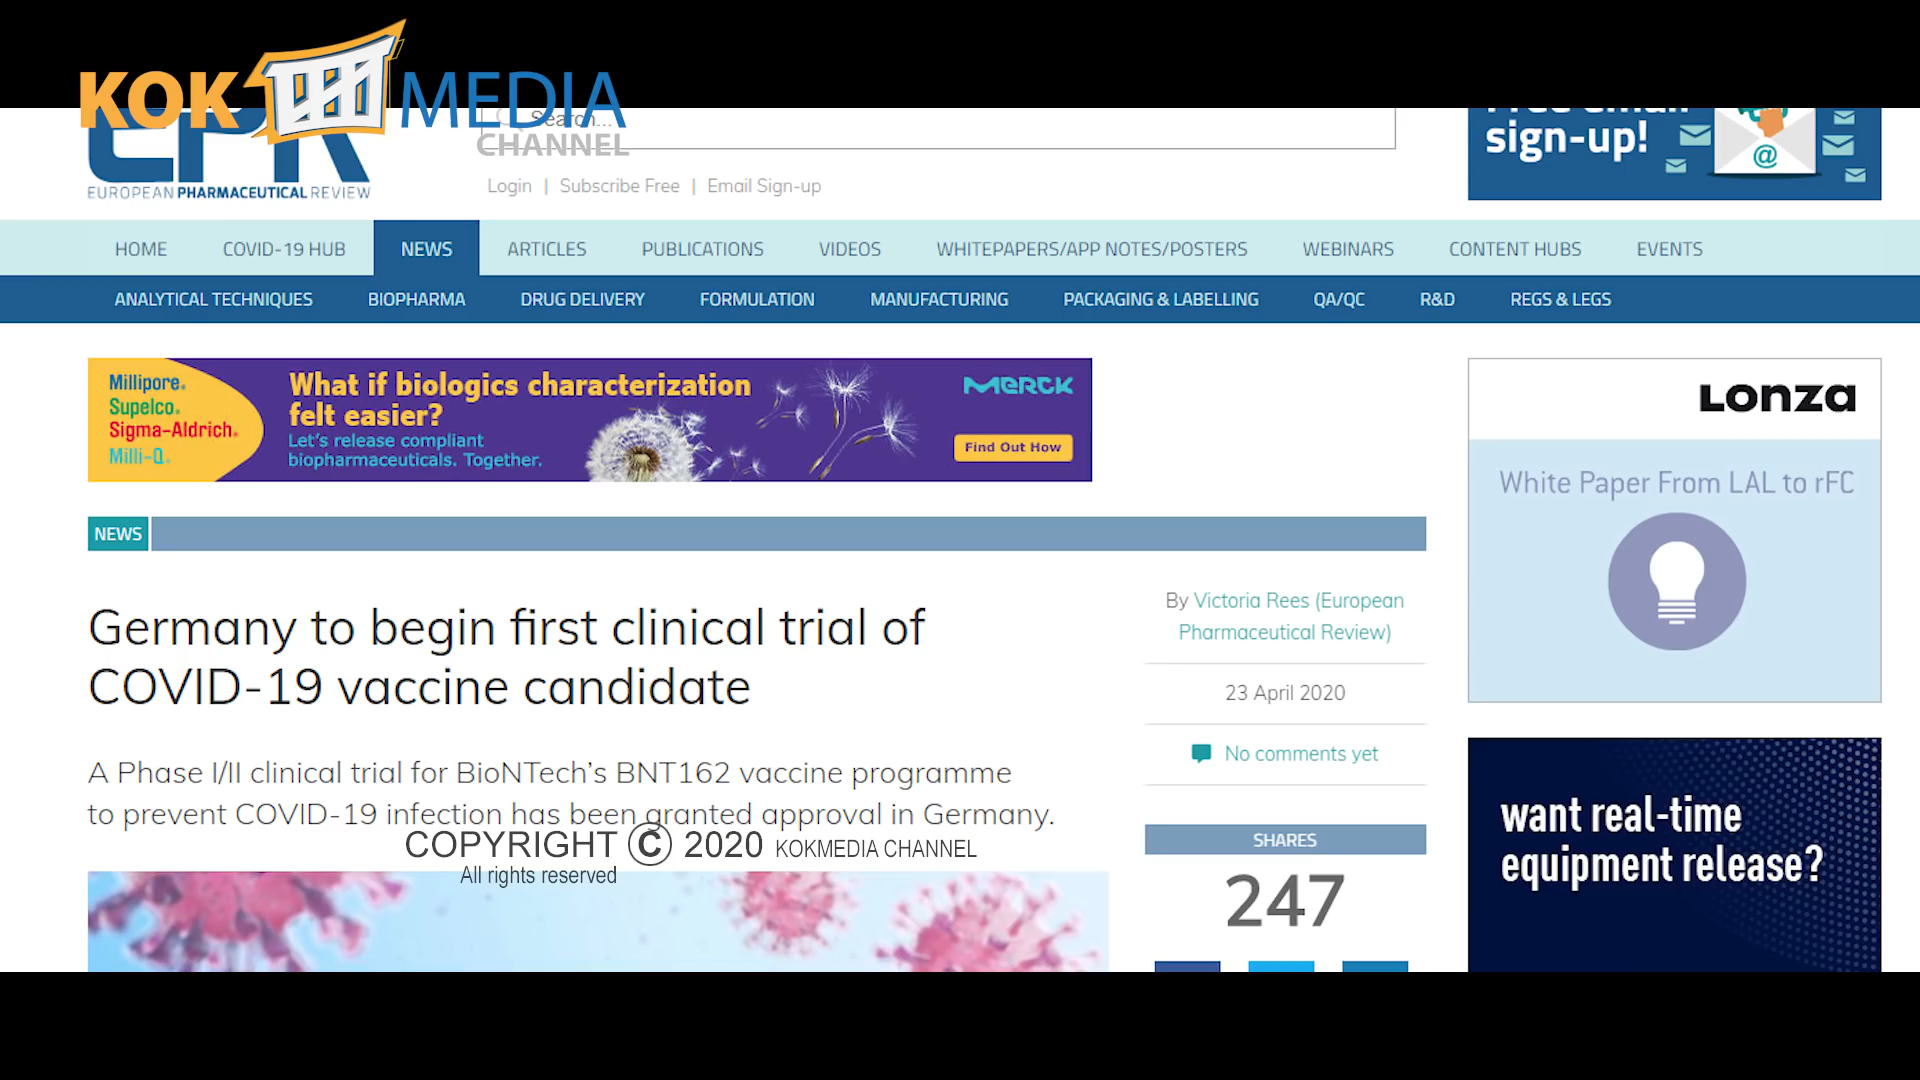 KOK MEDIA
CHANNEL
EPR
Search...
EUROPEAN PHARMACEUTICAL REVIEW
Login | Subscribe Free | Email Sign-up
Free email
sign-up!
@
HOME COVID-19 HUB NEWS ARTICLES PUBLICATIONS VIDEOS WHITEPAPERS/APP NOTES/POSTERS WEBINARS CONTENT HUBS EVENTS
ANALYTICAL TECHNIQUES BIOPHARMA DRUG DELIVERY FORMULATION MANUFACTURING PACKAGING & LABELLING QA/QC R&D REGS & LEGS
Millipore®
Supelco®
Sigma-Aldrich®
Milli-Q®
What if biologics characterization
felt easier?
Let's release compliant
biopharmaceuticals. Together.
MERCK
Find Out How
Lonza
White Paper From LAL to rFC
NEWS
Germany to begin first clinical trial of
COVID-19 vaccine candidate
A Phase I/II clinical trial for BioNTech's BNT162 vaccine programme
to prevent COVID-19 infection has been granted approval in Germany.
By Victoria Rees (European
Pharmaceutical Review)
23 April 2020
No comments yet
SHARES
247
want real-time
equipment release?
COPYRIGHT © 2020 KOKMEDIA CHANNEL
All rights reserved